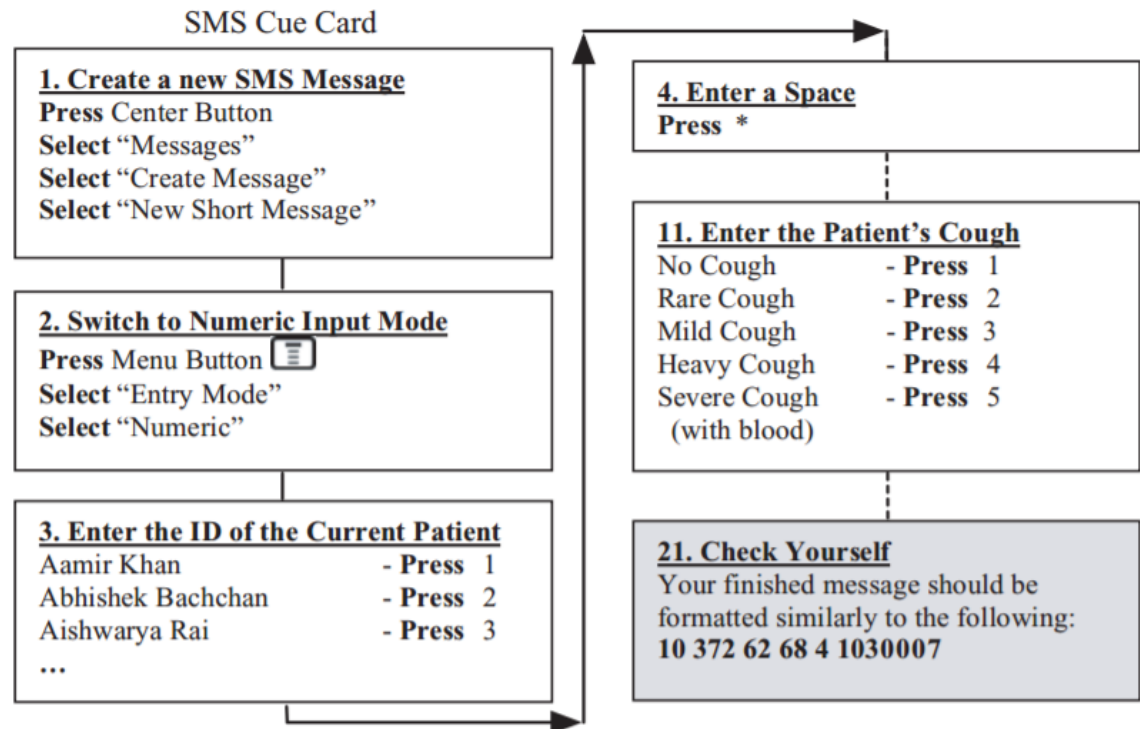 SMS Cue Card
1. Create a new SMS Message
Press Center Button
Select “Messages”
Select “Create Message”
Select “New Short Message”
2. Switch to Numeric Input Mode
Press Menu Button
Select “Entry Mode”
Select “Numeric”
3. Enter the ID of the Current Patient
Aamir Khan - Press 1
Abhishek Bachchan - Press 2
Aishwarya Rai - Press 3
...
4. Enter a Space
Press *
11. Enter the Patient’s Cough
No Cough - Press 1
Rare Cough - Press 2
Mild Cough - Press 3
Heavy Cough - Press 4
Severe Cough - Press 5
(with blood)
21. Check Yourself
Your finished message should be
formatted similarly to the following:
10 372 62 68 4 1030007